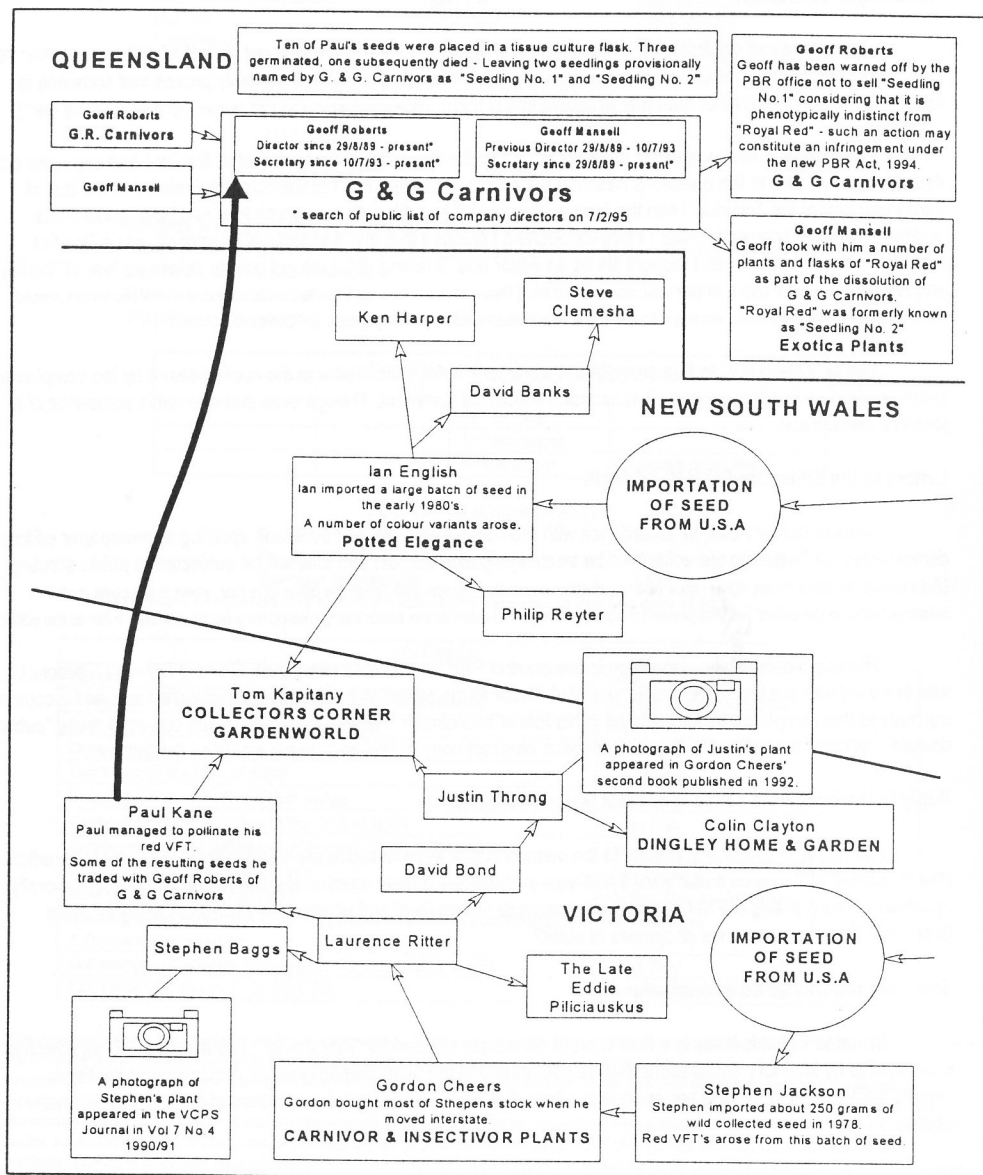 QUEENSLAND
Ten of Paul's seeds were placed in a tissue culture flask. Three
germinated, one subsequently died - Leaving two seedlings provisionally
named by G. & G. Carnivors as "Seedling No. 1" and "Seedling No. 2"
Geoff Roberts
Geoff has been warned off by the
PBR office not to sell "Seedling
No.1" considering that it is
phenotypically indistinct from
"Royal Red" - such an action may
constitute an infringement under
the new PBR Act, 1994.
G & G Carnivors
Geoff Roberts
G.R. Carnivors
Geoff Mansell
Geoff Roberts
Director since 29/8/89 - present*
Secretary since 10/7/93 - present*
Geoff Mansell
Previous Director 29/8/89 - 10/7/93
Secretary since 29/8/89 - present*
G & G Carnivors
* search of public list of company directors on 7/2/95
Geoff Mansell
Geoff took with him a number of
plants and flasks of "Royal Red"
as part of the dissolution of
G & G Carnivors.
"Royal Red" was formerly known
as "Seedling No. 2"
Exotica Plants
Ken Harper
Steve
Clemesha
David Banks
NEW SOUTH WALES
Ian English
Ian imported a large batch of seed in
the early 1980's.
A number of colour variants arose.
Potted Elegance
IMPORTATION
OF SEED
FROM U.S.A
Philip Reyter
Tom Kapitany
COLLECTORS CORNER
GARDENWORLD
A photograph of Justin's plant
appeared in Gordon Cheers'
second book published in 1992.
Paul Kane
Paul managed to pollinate his
red VFT.
Some of the resulting seeds he
traded with Geoff Roberts of
G & G Carnivors
Justin Throng
Colin Clayton
DINGLEY HOME & GARDEN
David Bond
VICTORIA
Stephen Baggs
Laurence Ritter
IMPORTATION
OF SEED
FROM U.S.A
The Late
Eddie
Piliciauskus
A photograph of
Stephen's plant
appeared in the VCPS
Journal in Vol 7 No.4
1990/91
Gordon Cheers
Gordon bought most of Sthepens stock when he
moved interstate.
CARNIVOR & INSECTIVOR PLANTS
Stephen Jackson
Stephen imported about 250 grams of
wild collected seed in 1978.
Red VFT's arose from this batch of seed.